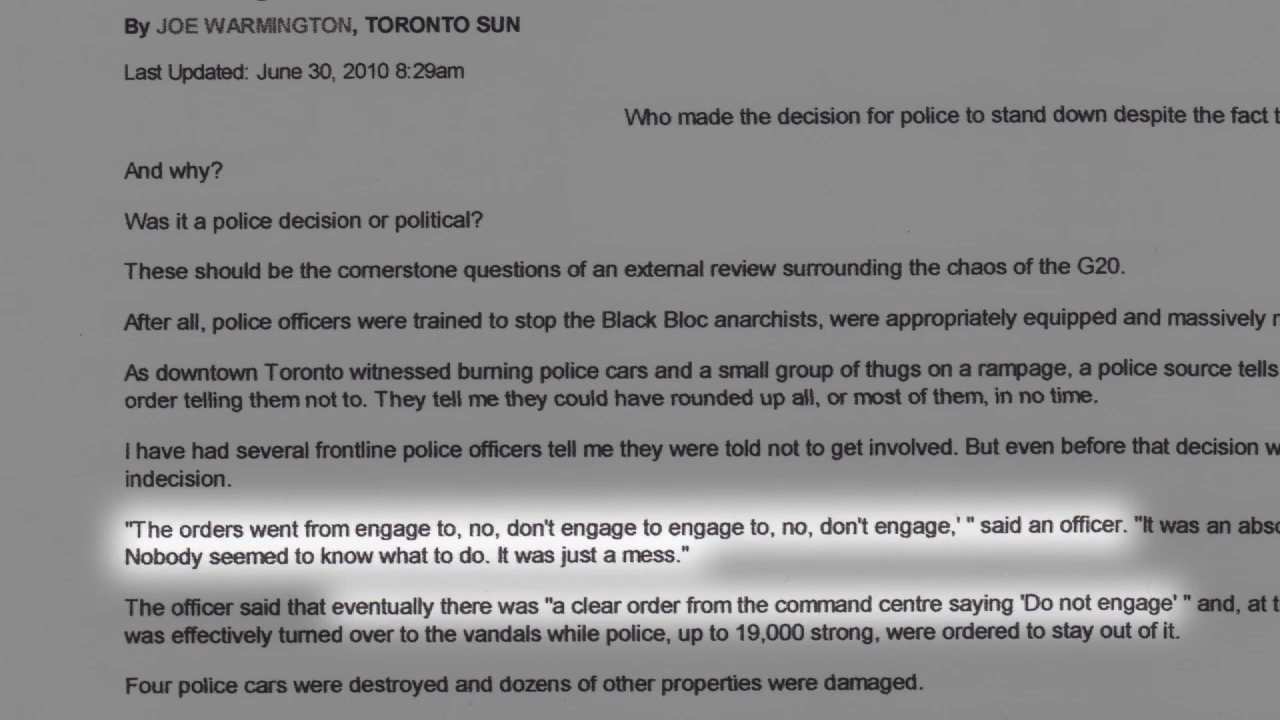 By JOE WARMINGTON, TORONTO SUN
Last Updated: June 30, 2010 8:29am
Who made the decision for police to stand down despite the fact
And why?
Was it a police decision or political?
These should be the cornerstone questions of an external review surrounding the chaos of the G20.
After all, police officers were trained to stop the Black Bloc anarchists, were appropriately equipped and massively
As downtown Toronto witnessed burning police cars and a small group of thugs on a rampage, a police source tells
order telling them not to. They tell me they could have rounded up all, or most of them, in no time.
I have had several frontline police officers tell me they were told not to get involved. But even before that decision
indecision.
"The orders went from engage to, no, don't engage to engage to, no, don't engage,' " said an officer. "It was an
Nobody seemed to know what to do. It was just a mess."
The officer said that eventually there was "a clear order from the command centre saying 'Do not engage' " and, at
was effectively turned over to the vandals while police, up to 19,000 strong, were ordered to stay out of it.
Four police cars were destroyed and dozens of other properties were damaged.